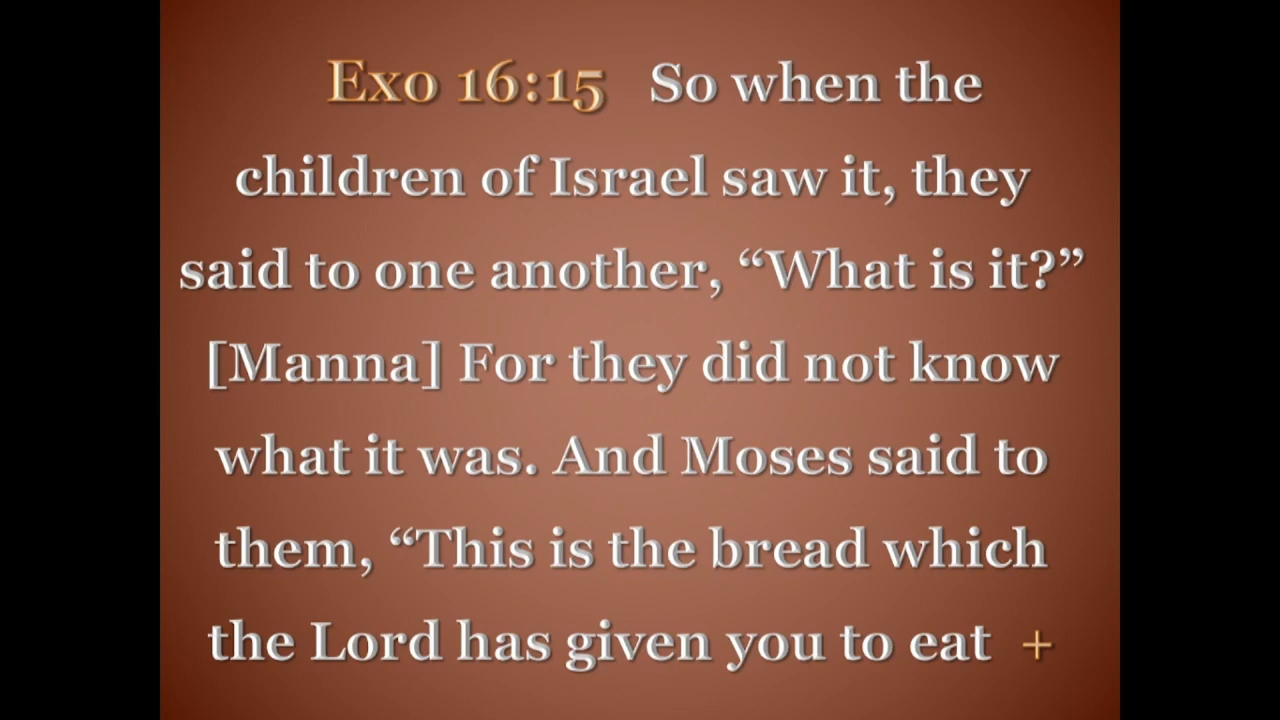 Exo 16:15 So when the
children of Israel saw it, they
said to one another, “What is it?”
[Manna] For they did not know
what it was. And Moses said to
them, “This is the bread which
the Lord has given you to eat +